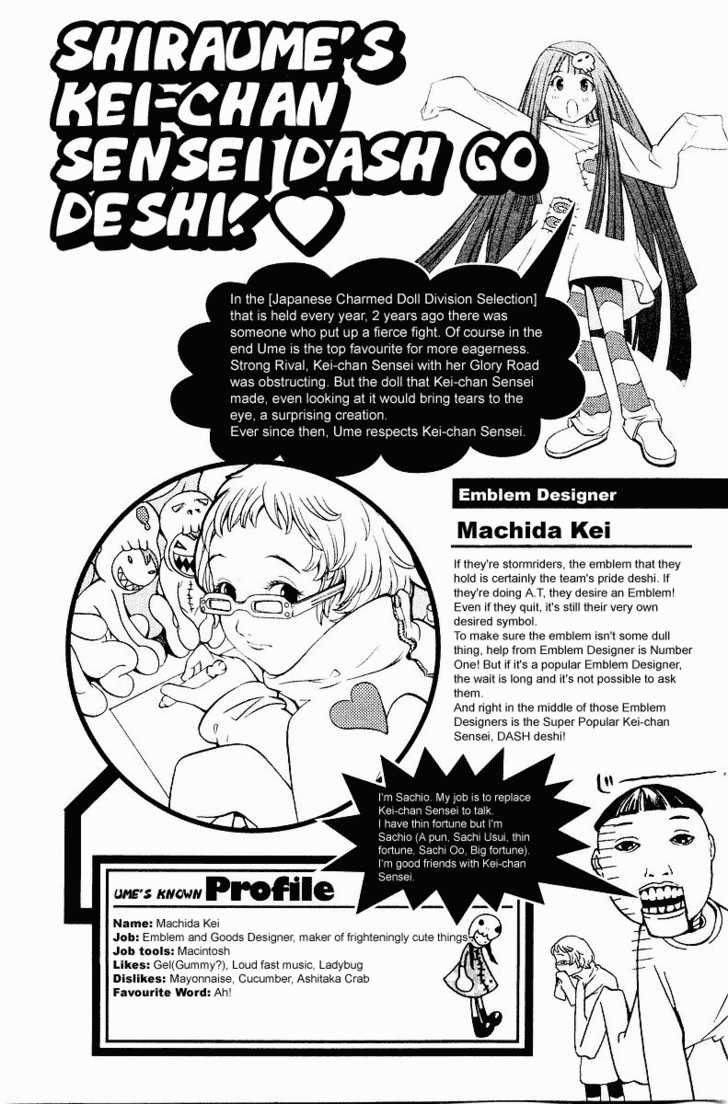 SHIRAUME'S
KEI-CHAN
SENSEI DASH GO
DESHI! ♥
In the [Japanese Charmed Doll Division Selection]
that is held every year, 2 years ago there was
someone who put up a fierce fight. Of course in the
end Ume is the top favourite for more eagerness.
Strong Rival, Kei-chan Sensei with her Glory Road
was obstructing. But the doll that Kei-chan Sensei
made, even looking at it would bring tears to the
eye, a surprising creation.
Ever since then, Ume respects Kei-chan Sensei.
Emblem Designer
Machida Kei
If they're stormriders, the emblem that they
hold is certainly the team's pride deshi. If
they're doing A.T, they desire an Emblem!
Even if they quit, it's still their very own
desired symbol.
To make sure the emblem isn't some dull
thing, help from Emblem Designer is Number
One! But if it's a popular Emblem Designer,
the wait is long and it's not possible to ask
them.
And right in the middle of those Emblem
Designers is the Super Popular Kei-chan
Sensei, DASH deshi!
I'm Sachio. My job is to replace
Kei-chan Sensei to talk.
I have thin fortune but I'm
Sachio (A pun, Sachi Usui, thin
fortune, Sachi Oo, Big fortune).
I'm good friends with Kei-chan
Sensei.
UME'S KNOWN Profile
Name: Machida Kei
Job: Emblem and Goods Designer, maker of frighteningly cute things
Job tools: Macintosh
Likes: Gel(Gummy?), Loud fast music, Ladybug
Dislikes: Mayonnaise, Cucumber, Ashitaka Crab
Favourite Word: Ah!